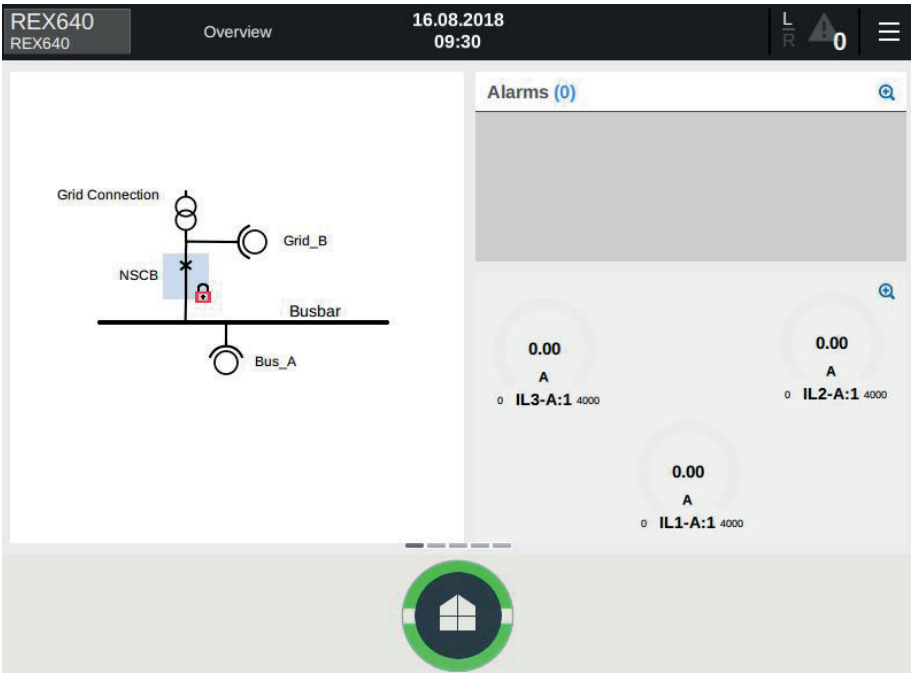 REX640
REX640
Overview
16.08.2018
09:30
L
R
0
Alarms (0)
Grid Connection
Grid_B
NSCB
Busbar
Bus_A
0.00
A
0 IL3-A:1 4000
0.00
A
0 IL2-A:1 4000
0.00
A
0 IL1-A:1 4000